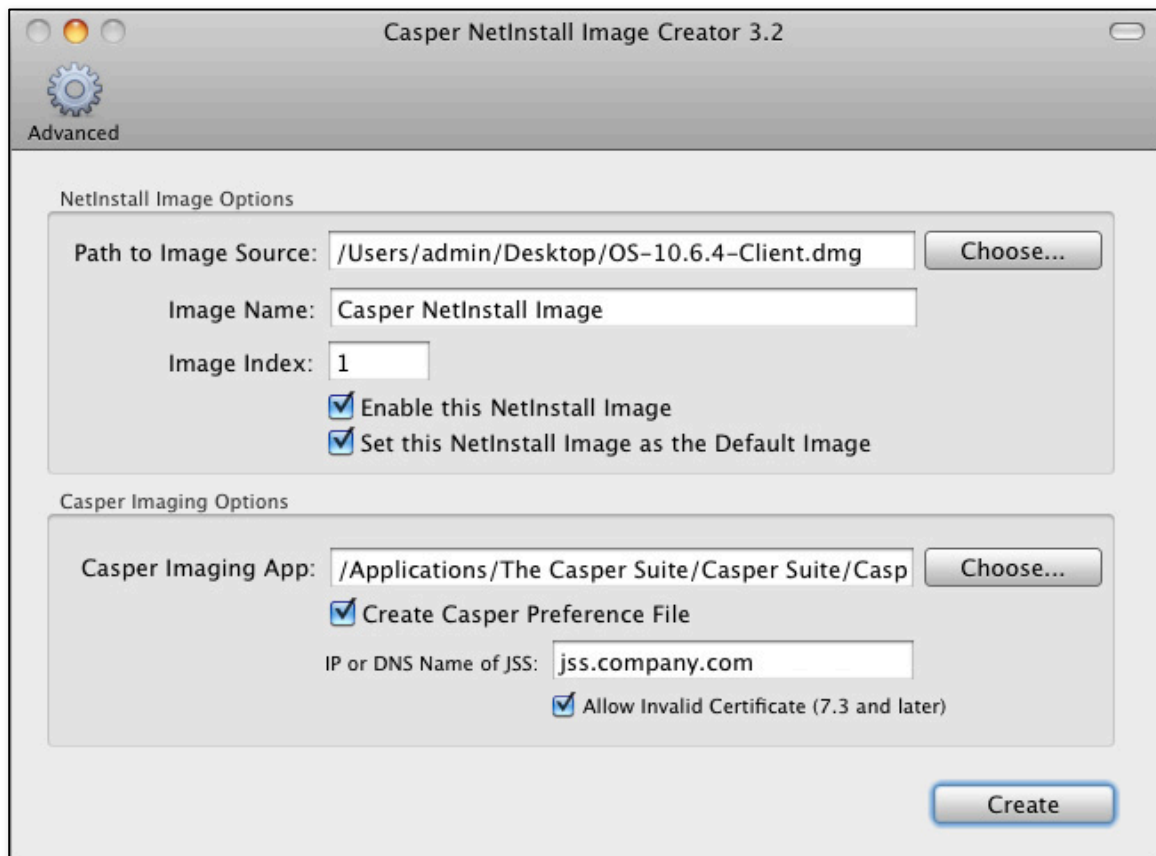 Casper NetInstall Image Creator 3.2
Advanced
NetInstall Image Options
Path to Image Source: /Users/admin/Desktop/OS-10.6.4-Client.dmg Choose...
Image Name: Casper NetInstall Image
Image Index: 1
Enable this NetInstall Image
Set this NetInstall Image as the Default Image
Casper Imaging Options
Casper Imaging App: /Applications/The Casper Suite/Casper Suite/Casp Choose...
Create Casper Preference File
IP or DNS Name of JSS: jss.company.com
Allow Invalid Certificate (7.3 and later)
Create